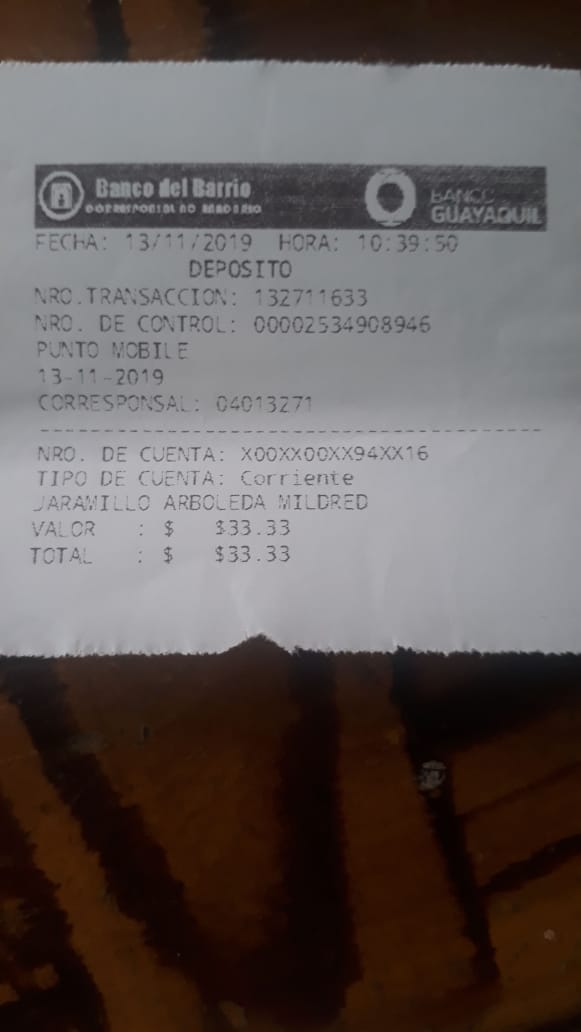 Banco del Barrio
CORRESPONSAL NO BANCARIO
BANCO
GUAYAQUIL
FECHA: 13/11/2019 HORA: 10:39:50
DEPOSITO
NRO.TRANSACCION: 132711633
NRO. DE CONTROL: 00002534908946
PUNTO MOBILE
13-11-2019
CORRESPONSAL: 04013271
NRO. DE CUENTA: X00XX00XX94XX16
TIPO DE CUENTA: Corriente
JARAMILLO ARBOLEDA MILDRED
VALOR : $ $33.33
TOTAL : $ $33.33